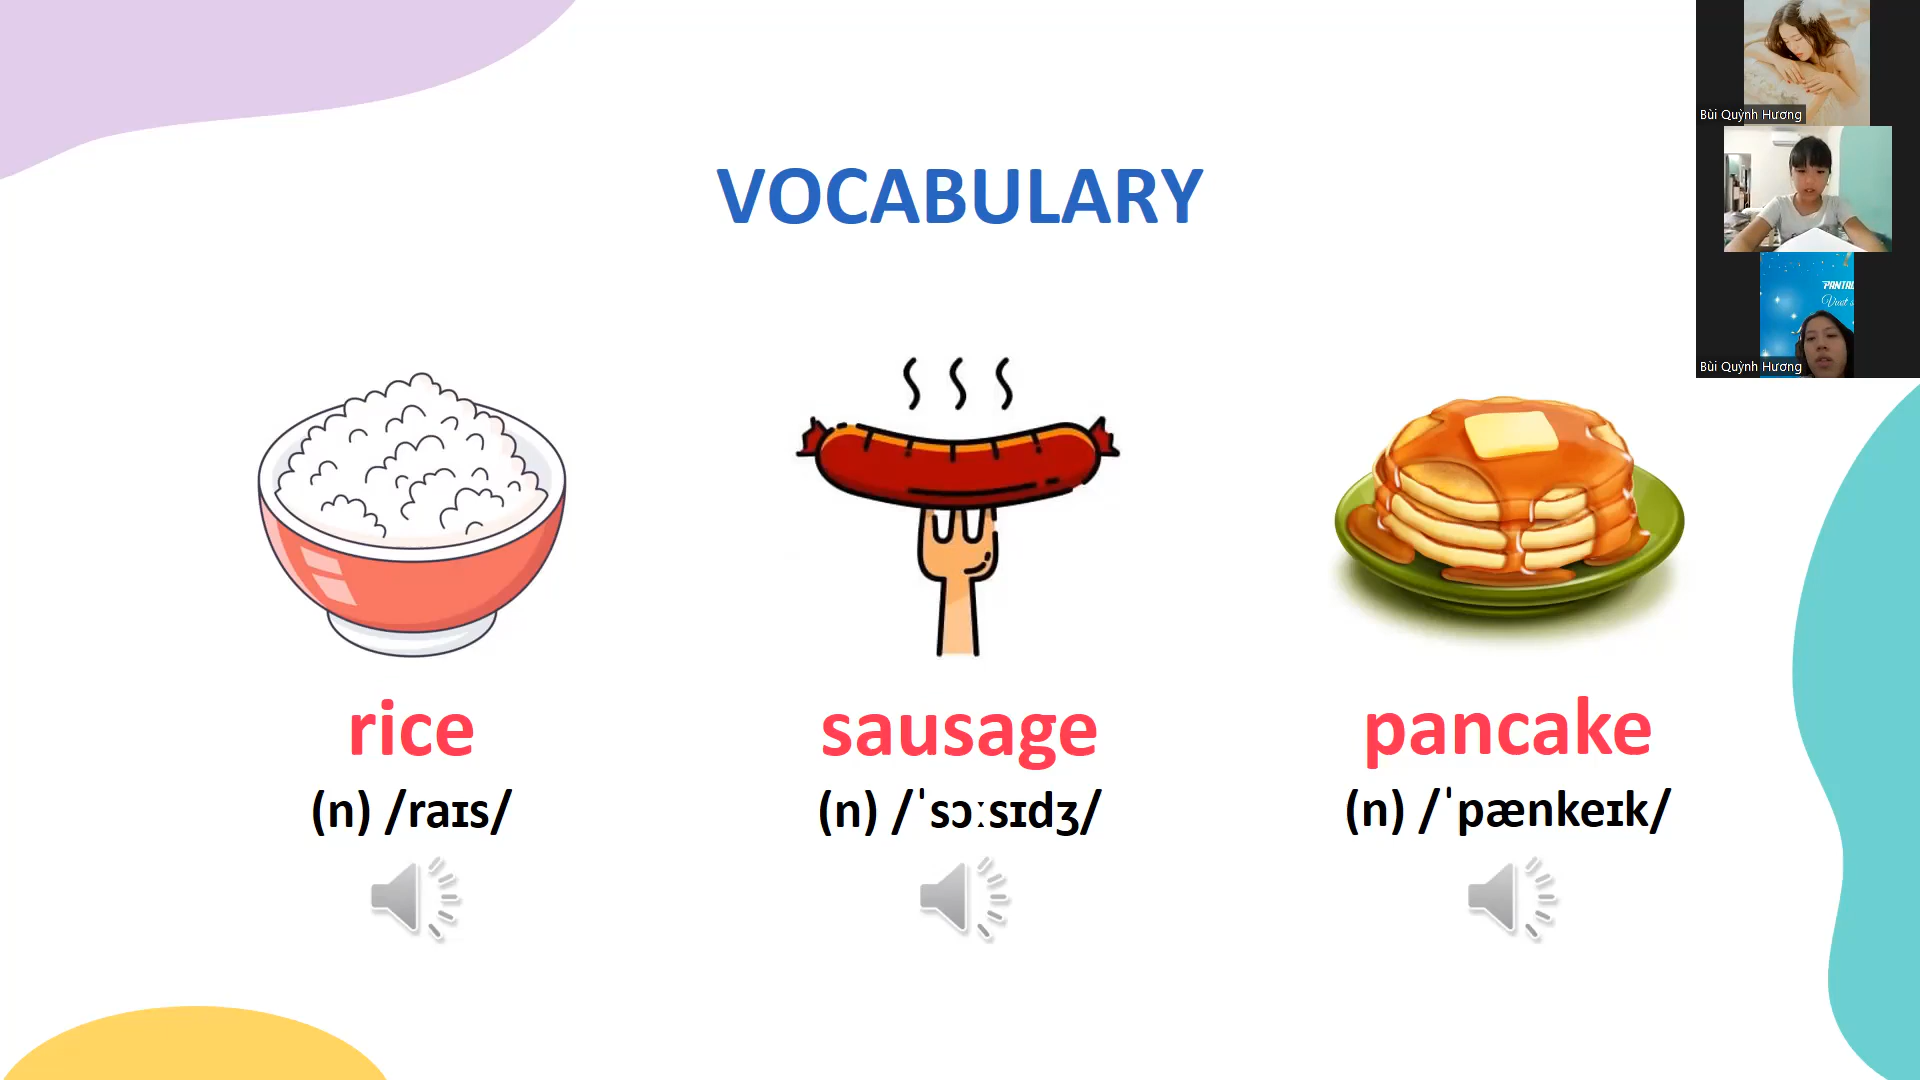 VOCABULARY
rice
(n) /raɪs/
sausage
(n) /ˈsɔːsɪdʒ/
pancake
(n) /ˈpænkeɪk/
Bùi Quỳnh Hương
Bùi Quỳnh Hương